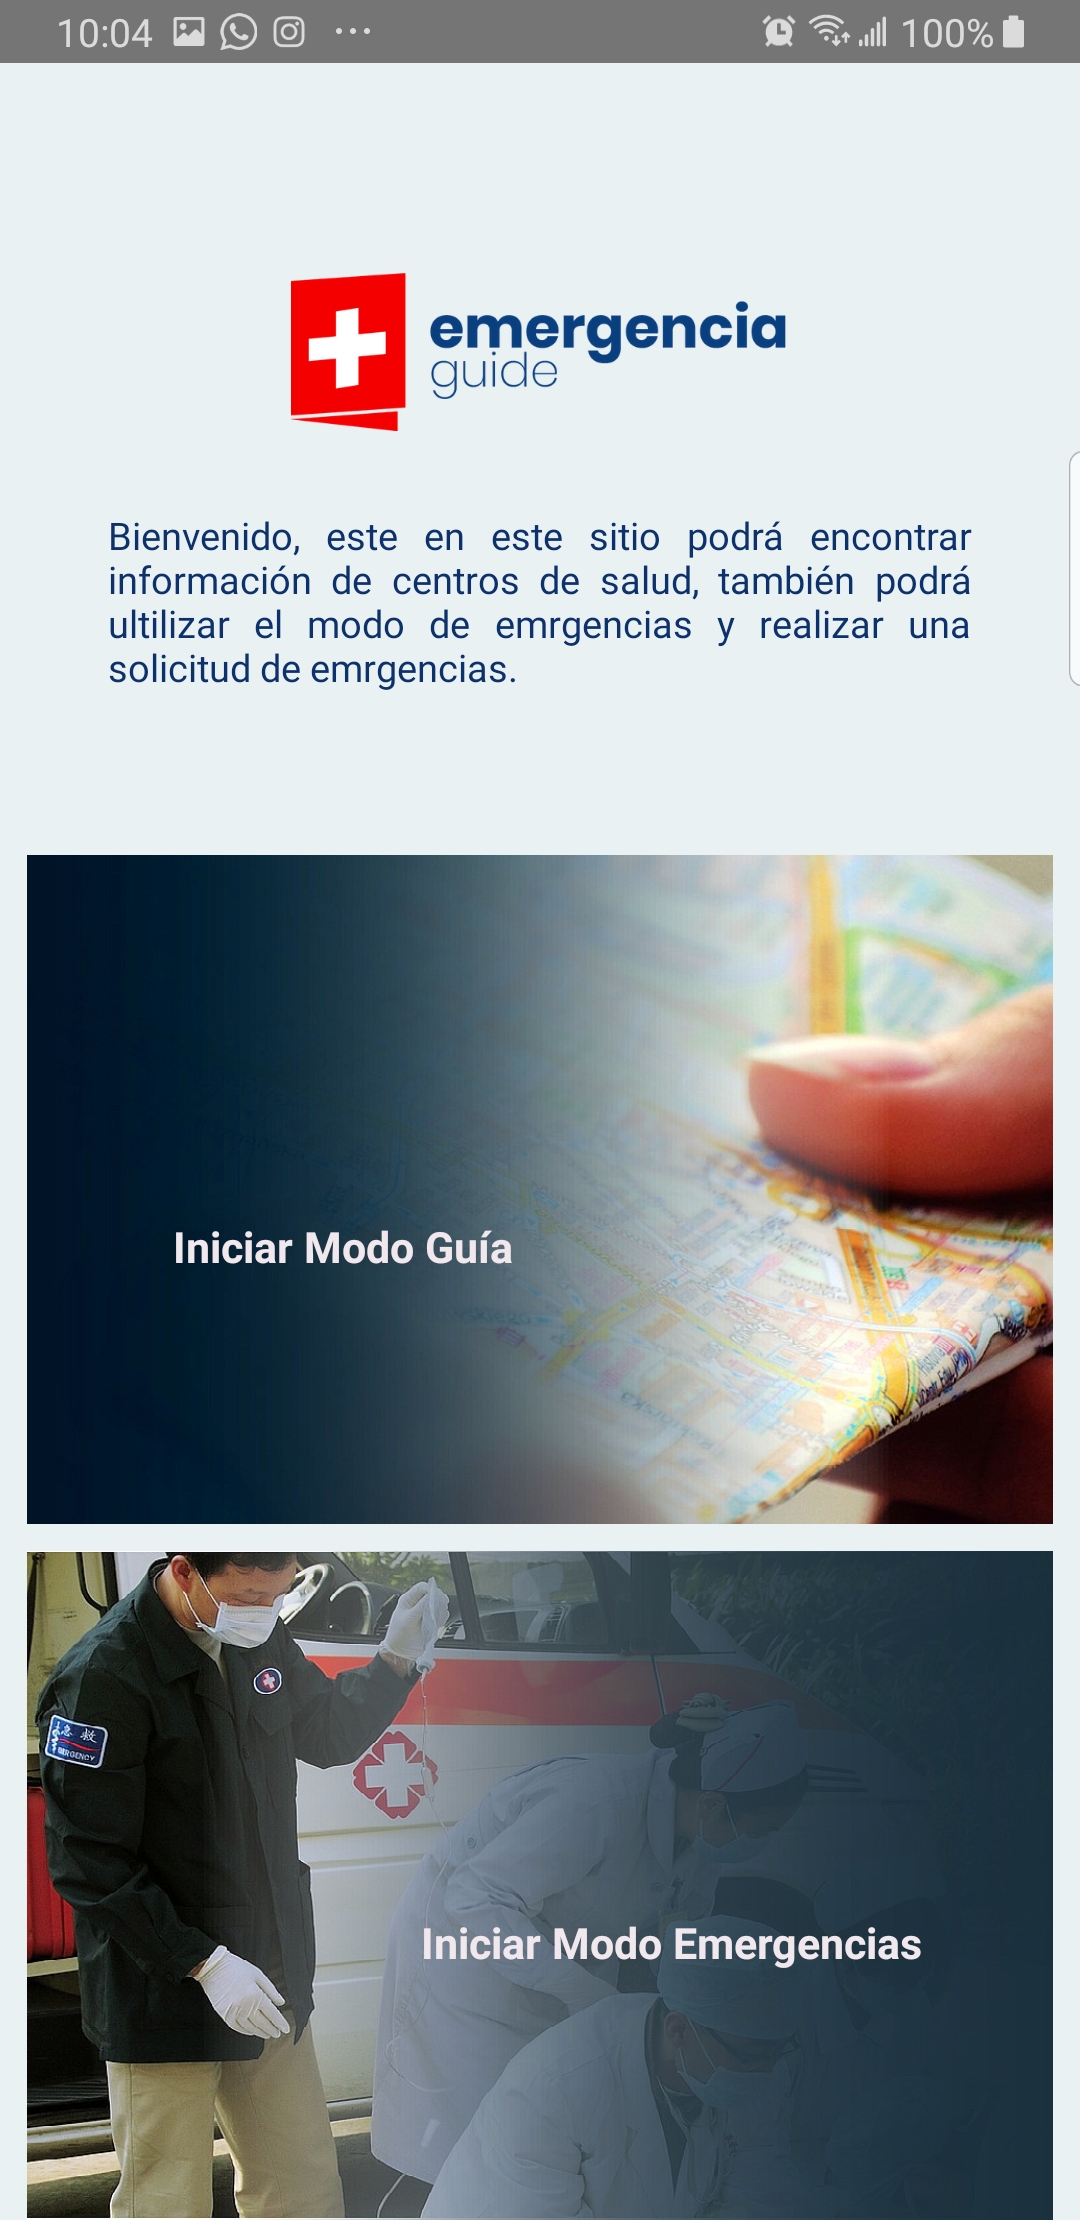 10:04
100%
emergencia
guide
Bienvenido, este en este sitio podrá encontrar
información de centros de salud, también podrá
ultilizar el modo de emrgencias y realizar una
solicitud de emrgencias.
Iniciar Modo Guía
急救
EMERGENCY
Iniciar Modo Emergencias